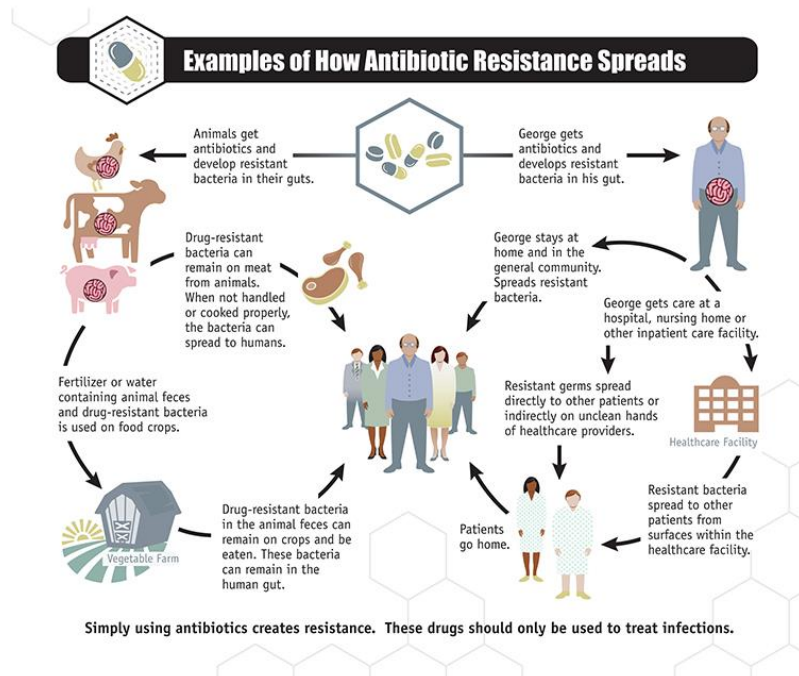 Examples of How Antibiotic Resistance Spreads
Animals get
antibiotics and
develop resistant
bacteria in their guts.
George gets
antibiotics and
develops resistant
bacteria in his gut.
Drug-resistant
bacteria can
remain on meat
from animals.
When not handled
or cooked properly,
the bacteria can
spread to humans.
George stays at
home and in the
general community.
Spreads resistant
bacteria.
George gets care at a
hospital, nursing home or
other inpatient care facility.
Fertilizer or water
containing animal feces
and drug-resistant bacteria
is used on food crops.
Resistant germs spread
directly to other patients or
indirectly on unclean hands
of healthcare providers.
Healthcare Facility
Vegetable Farm
Drug-resistant bacteria
in the animal feces can
remain on crops and be
eaten. These bacteria
can remain in the
human gut.
Patients
go home.
Resistant bacteria
spread to other
patients from
surfaces within the
healthcare facility.
Simply using antibiotics creates resistance. These drugs should only be used to treat infections.